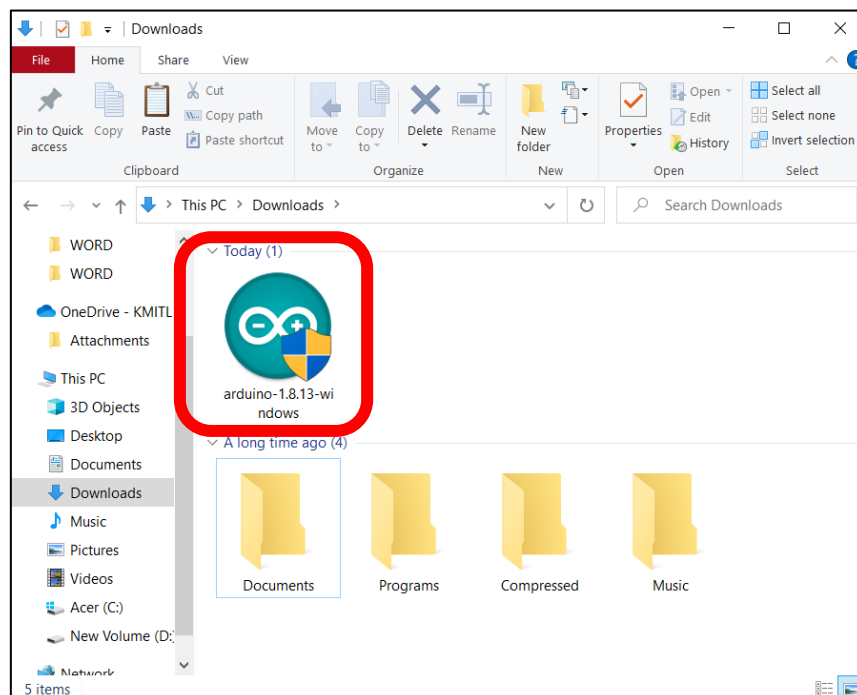 Downloads
File Home Share View
Pin to Quick access
Copy
Paste
Cut
Copy path
Paste shortcut
Clipboard
Move to
Copy to
Delete
Rename
Organize
New folder
New
Properties
Open
Edit
History
Open
Select all
Select none
Invert selection
Select
This PC > Downloads >
Search Downloads
WORD
WORD
OneDrive - KMITL
Attachments
This PC
3D Objects
Desktop
Documents
Downloads
Music
Pictures
Videos
Acer (C:)
New Volume (D:)
Network
Today (1)
arduino-1.8.13-wi
ndows
A long time ago (4)
Documents
Programs
Compressed
Music
5 items